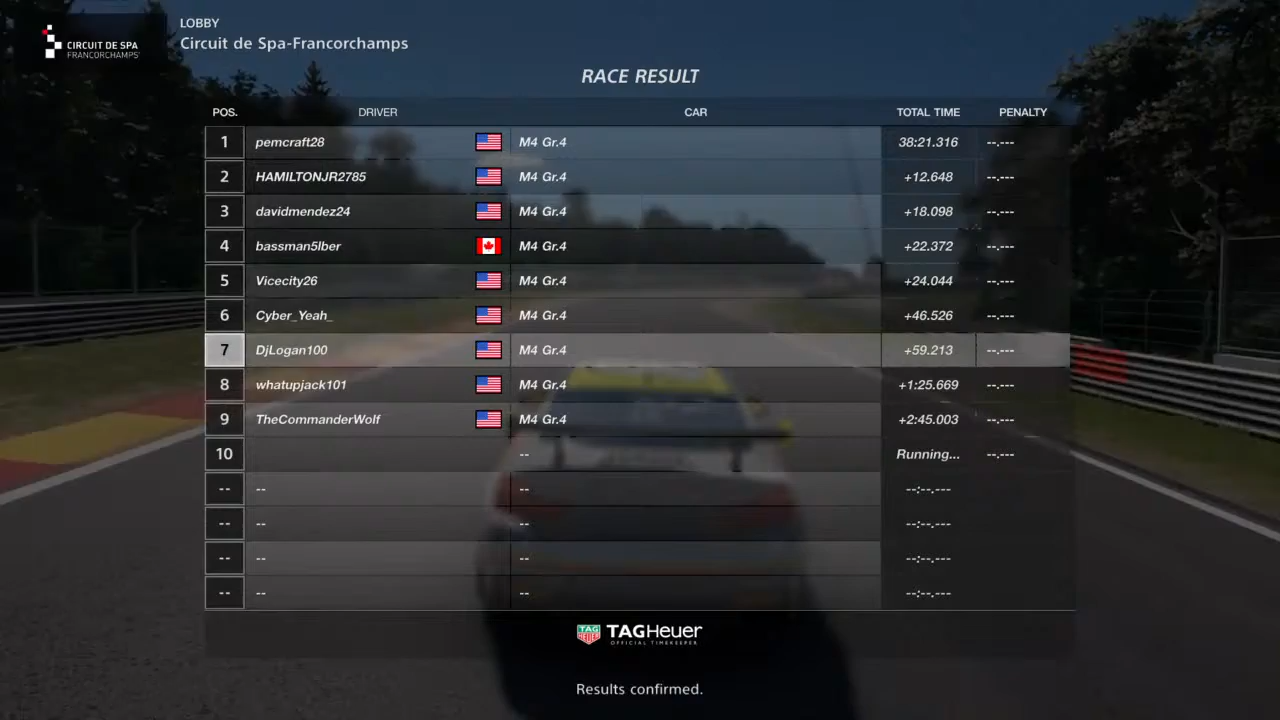 LOBBY
Circuit de Spa-Francorchamps
CIRCUIT DE SPA
FRANCORCHAMPS
RACE RESULT
POS. DRIVER CAR TOTAL TIME PENALTY
1 pemcraft28 M4 Gr.4 38:21.316 --.---
2 HAMILTONJR2785 M4 Gr.4 +12.648 --.---
3 davidmendez24 M4 Gr.4 +18.098 --.---
4 bassman5lber M4 Gr.4 +22.372 --.---
5 Vicecity26 M4 Gr.4 +24.044 --.---
6 Cyber_Yeah_ M4 Gr.4 +46.526 --.---
7 DjLogan100 M4 Gr.4 +59.213 --.---
8 whatupjack101 M4 Gr.4 +1:25.669 --.---
9 TheCommanderWolf M4 Gr.4 +2:45.003 --.---
10 -- Running... --.---
-- -- -- --:--.---
-- -- -- --:--.---
-- -- -- --:--.---
-- -- -- --:--.---
TAG HEUER TAGHeuer
OFFICIAL TIMEKEEPER
Results confirmed.